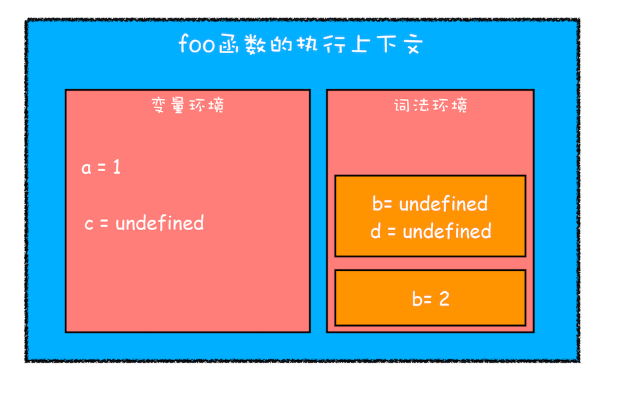 foo函数的执行上下文
变量环境
a = 1
c = undefined
词法环境
b= undefined
d = undefined
b= 2